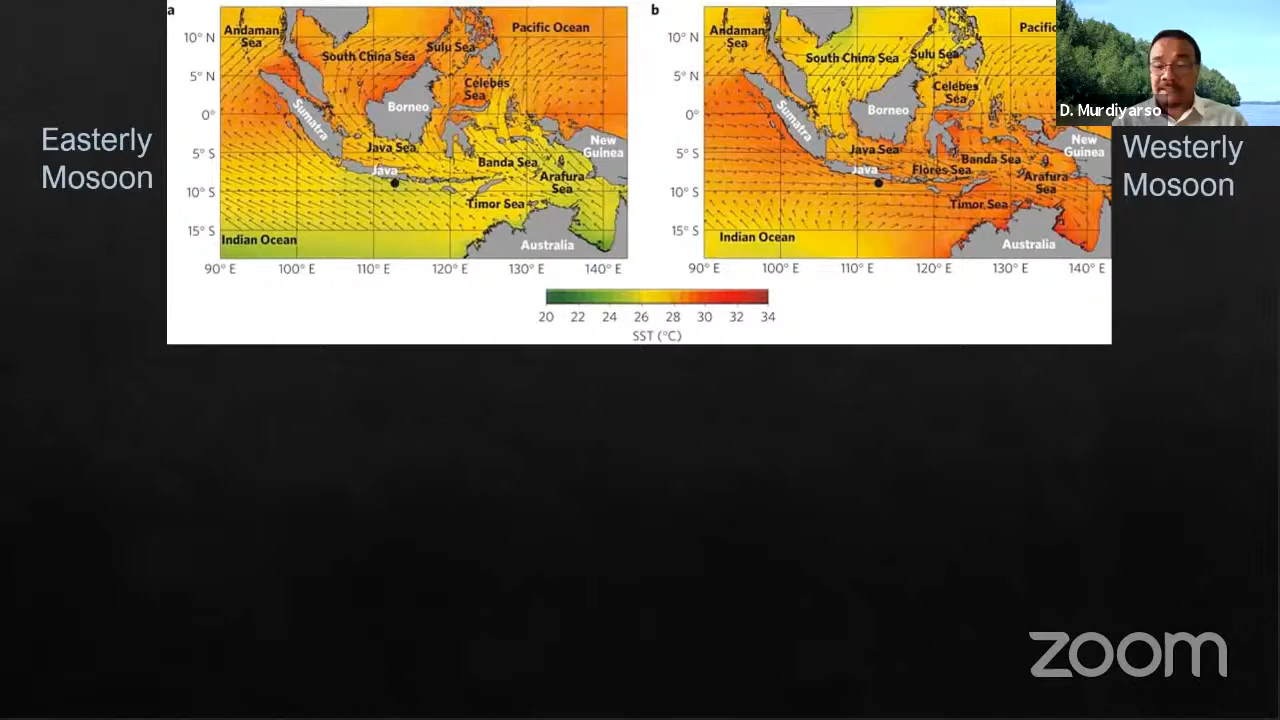 a
b
Easterly
Mosoon
Westerly
Mosoon
D. Murdiyarso
10° N
5° N
0°
5° S
10° S
15° S
Andaman
Sea
South China Sea
Sulu Sea
Pacific Ocean
Celebes
Sea
Sumatra
Borneo
Java Sea
Java
Banda Sea
New
Guinea
Arafura
Sea
Timor Sea
Indian Ocean
Australia
90° E
100° E
110° E
120° E
130° E
140° E
10° N
5° N
0°
5° S
10° S
15° S
Andaman
Sea
South China Sea
Sulu Sea
Pacific
Celebes
Sea
Sumatra
Borneo
Java Sea
Java
Flores Sea
Banda Sea
New
Guinea
Arafura
Sea
Timor Sea
Indian Ocean
Australia
90° E
100° E
110° E
120° E
130° E
140° E
20 22 24 26 28 30 32 34
SST (°C)
zoom